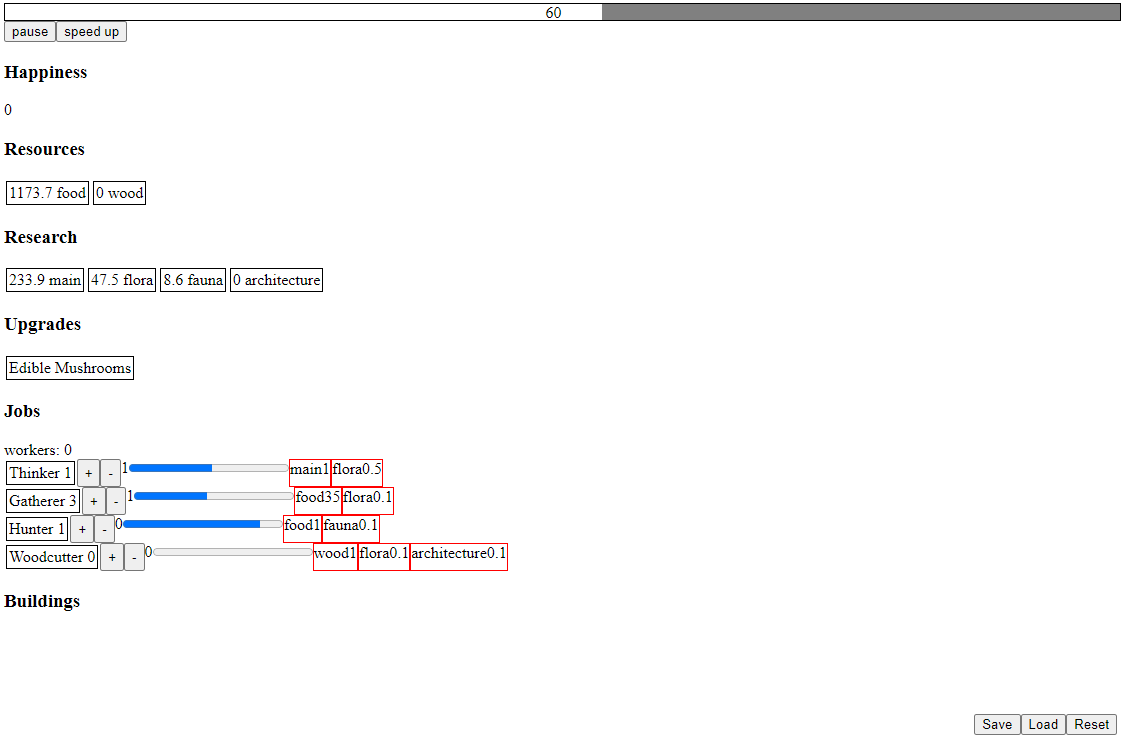 60
pause speed up
Happiness
0
Resources
1173.7 food 0 wood
Research
233.9 main 47.5 flora 8.6 fauna 0 architecture
Upgrades
Edible Mushrooms
Jobs
workers: 0
Thinker 1 + - 1 main1 flora0.5
Gatherer 3 + - 1 food35 flora0.1
Hunter 1 + - 0 food1 fauna0.1
Woodcutter 0 + - 0 wood1 flora0.1 architecture0.1
Buildings
Save Load Reset